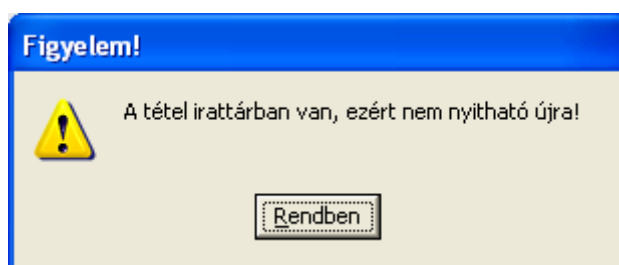 Figyelem!
A tétel irattárban van, ezért nem nyitható újra!
Rendben